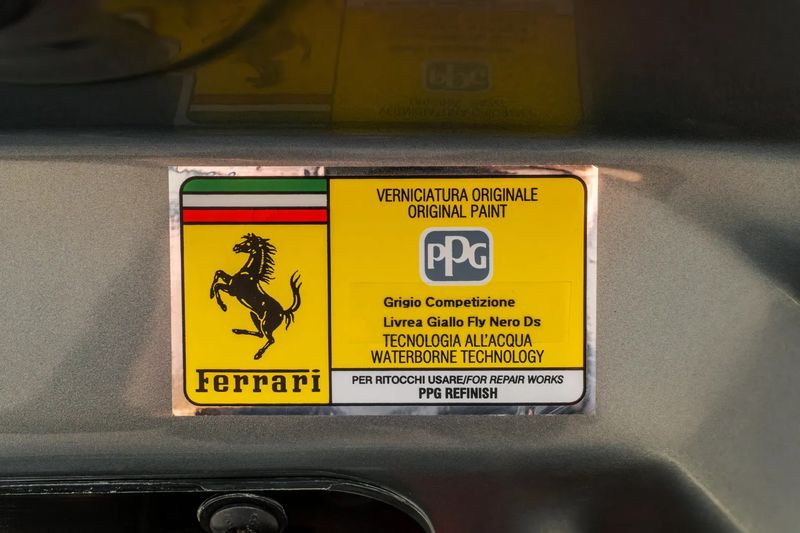 VERNICIATURA ORIGINALE
ORIGINAL PAINT
PPG
Grigio Competizione
Livrea Giallo Fly Nero Ds
TECNOLOGIA ALL'ACQUA
WATERBORNE TECHNOLOGY
Ferrari
PER RITOCCHI USARE/FOR REPAIR WORKS
PPG REFINISH